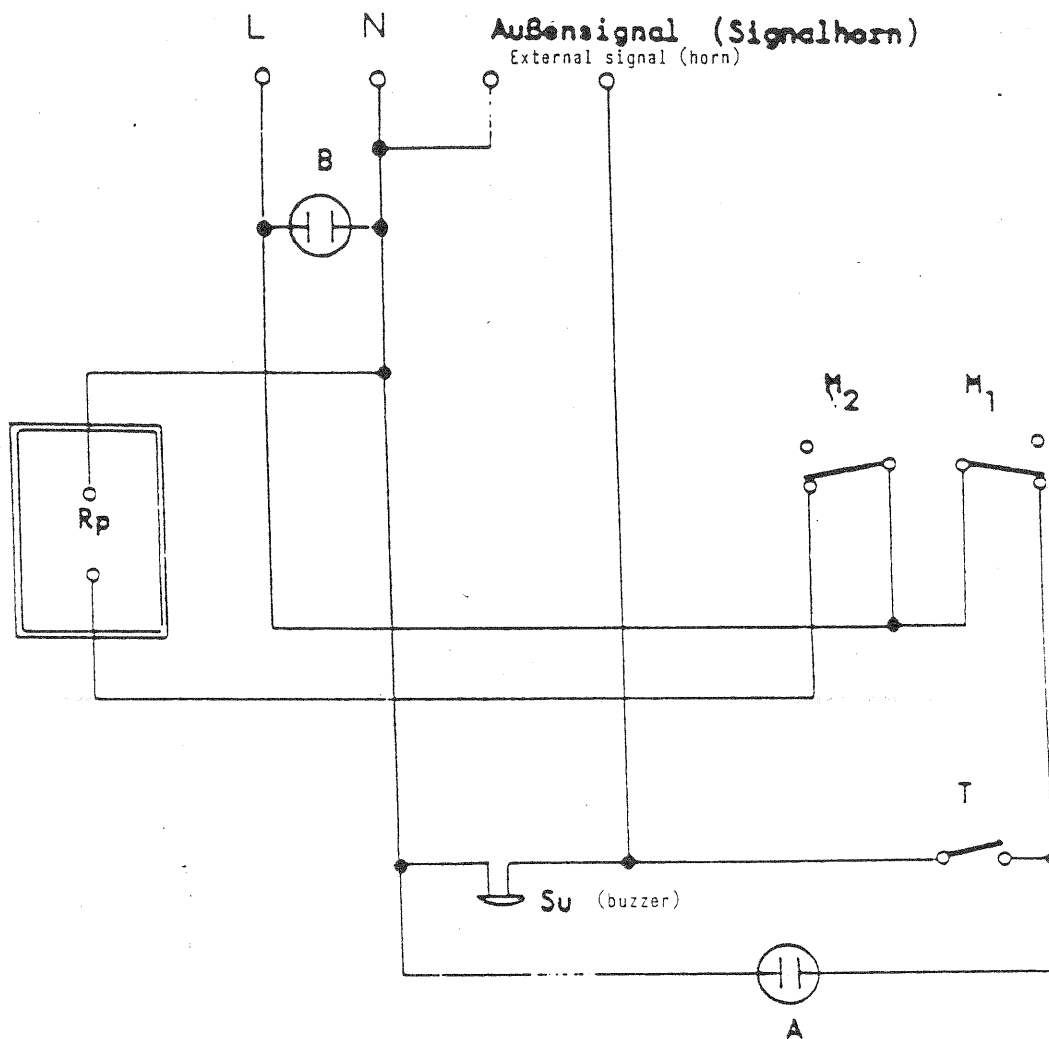 L N Außensignal (Signalhorn)
External signal (horn)
B
M2 M1
Rp
T
Su (buzzer)
A